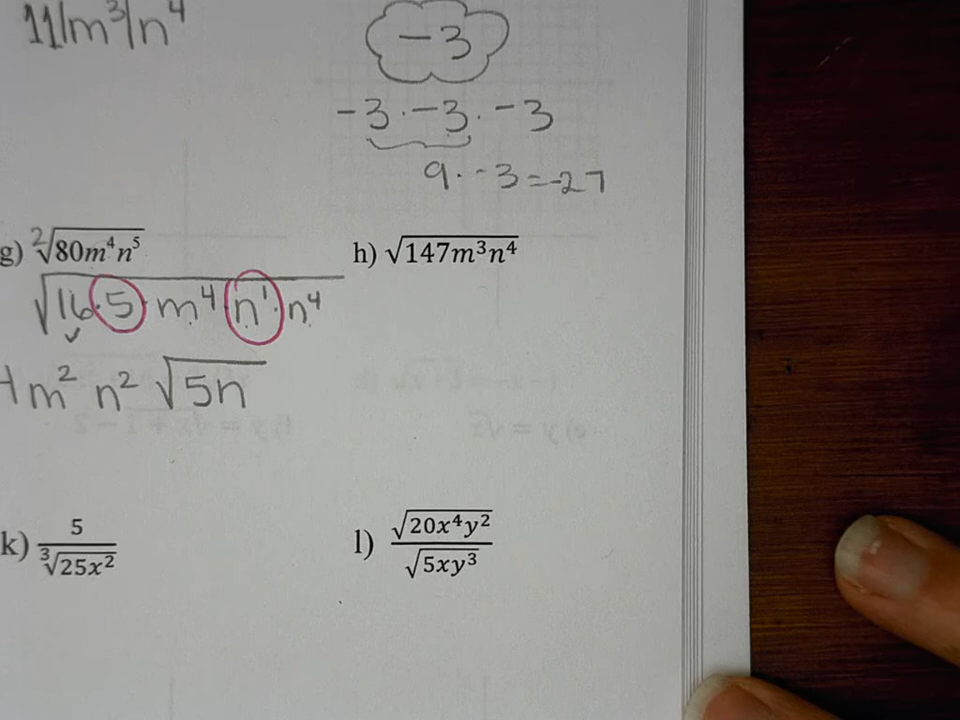 11|m³|n⁴
-3
-3 · -3 · -3
9 · -3 = -27
g) ²√80m⁴n⁵
h) √147m³n⁴
√16·5·m⁴·n¹·n⁴
4m² n² √5n
k) 5/∛25x²
l) √20x⁴y²/√5xy³